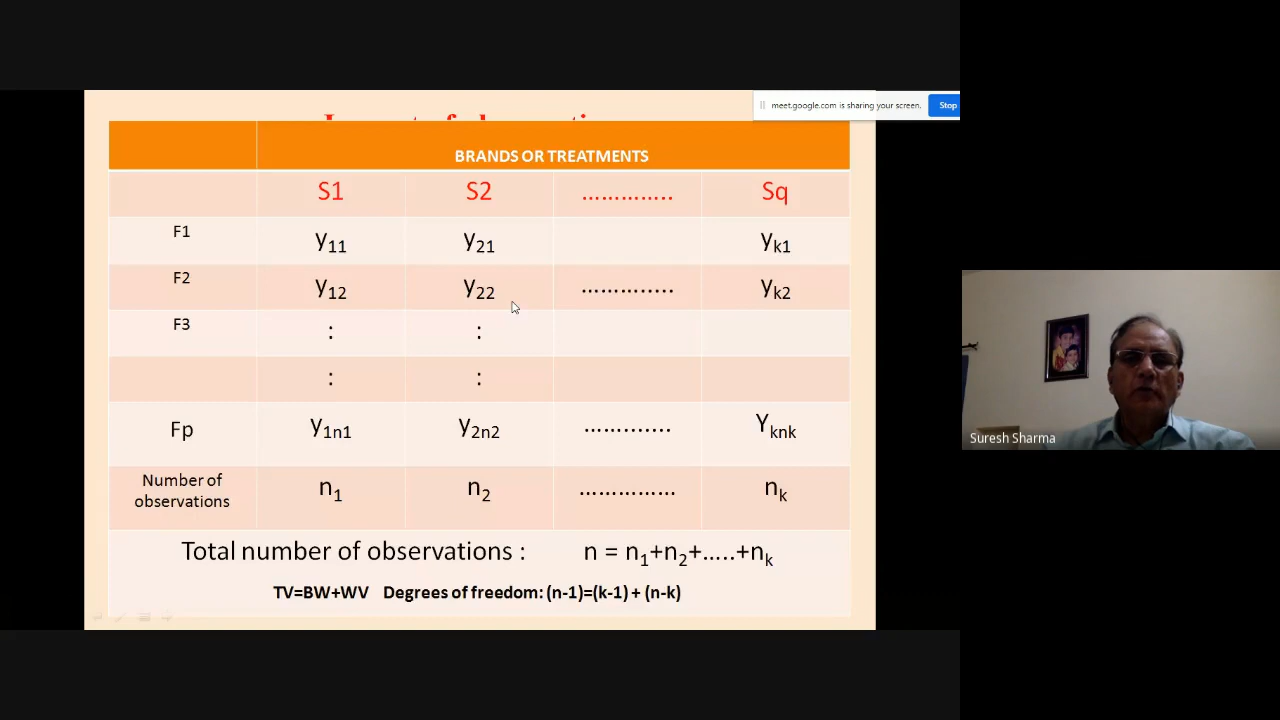 meet.google.com is sharing your screen. Stop
BRANDS OR TREATMENTS
S1 S2 ………….. Sq
F1 y11 y21 yk1
F2 y12 y22 ………….. yk2
F3 : :
: :
Fp y1n1 y2n2 ………….. Yknk
Number of
observations n1 n2 …………… nk
Total number of observations : n = n1+n2+…..+nk
TV=BW+WV Degrees of freedom: (n-1)=(k-1) + (n-k)
Suresh Sharma